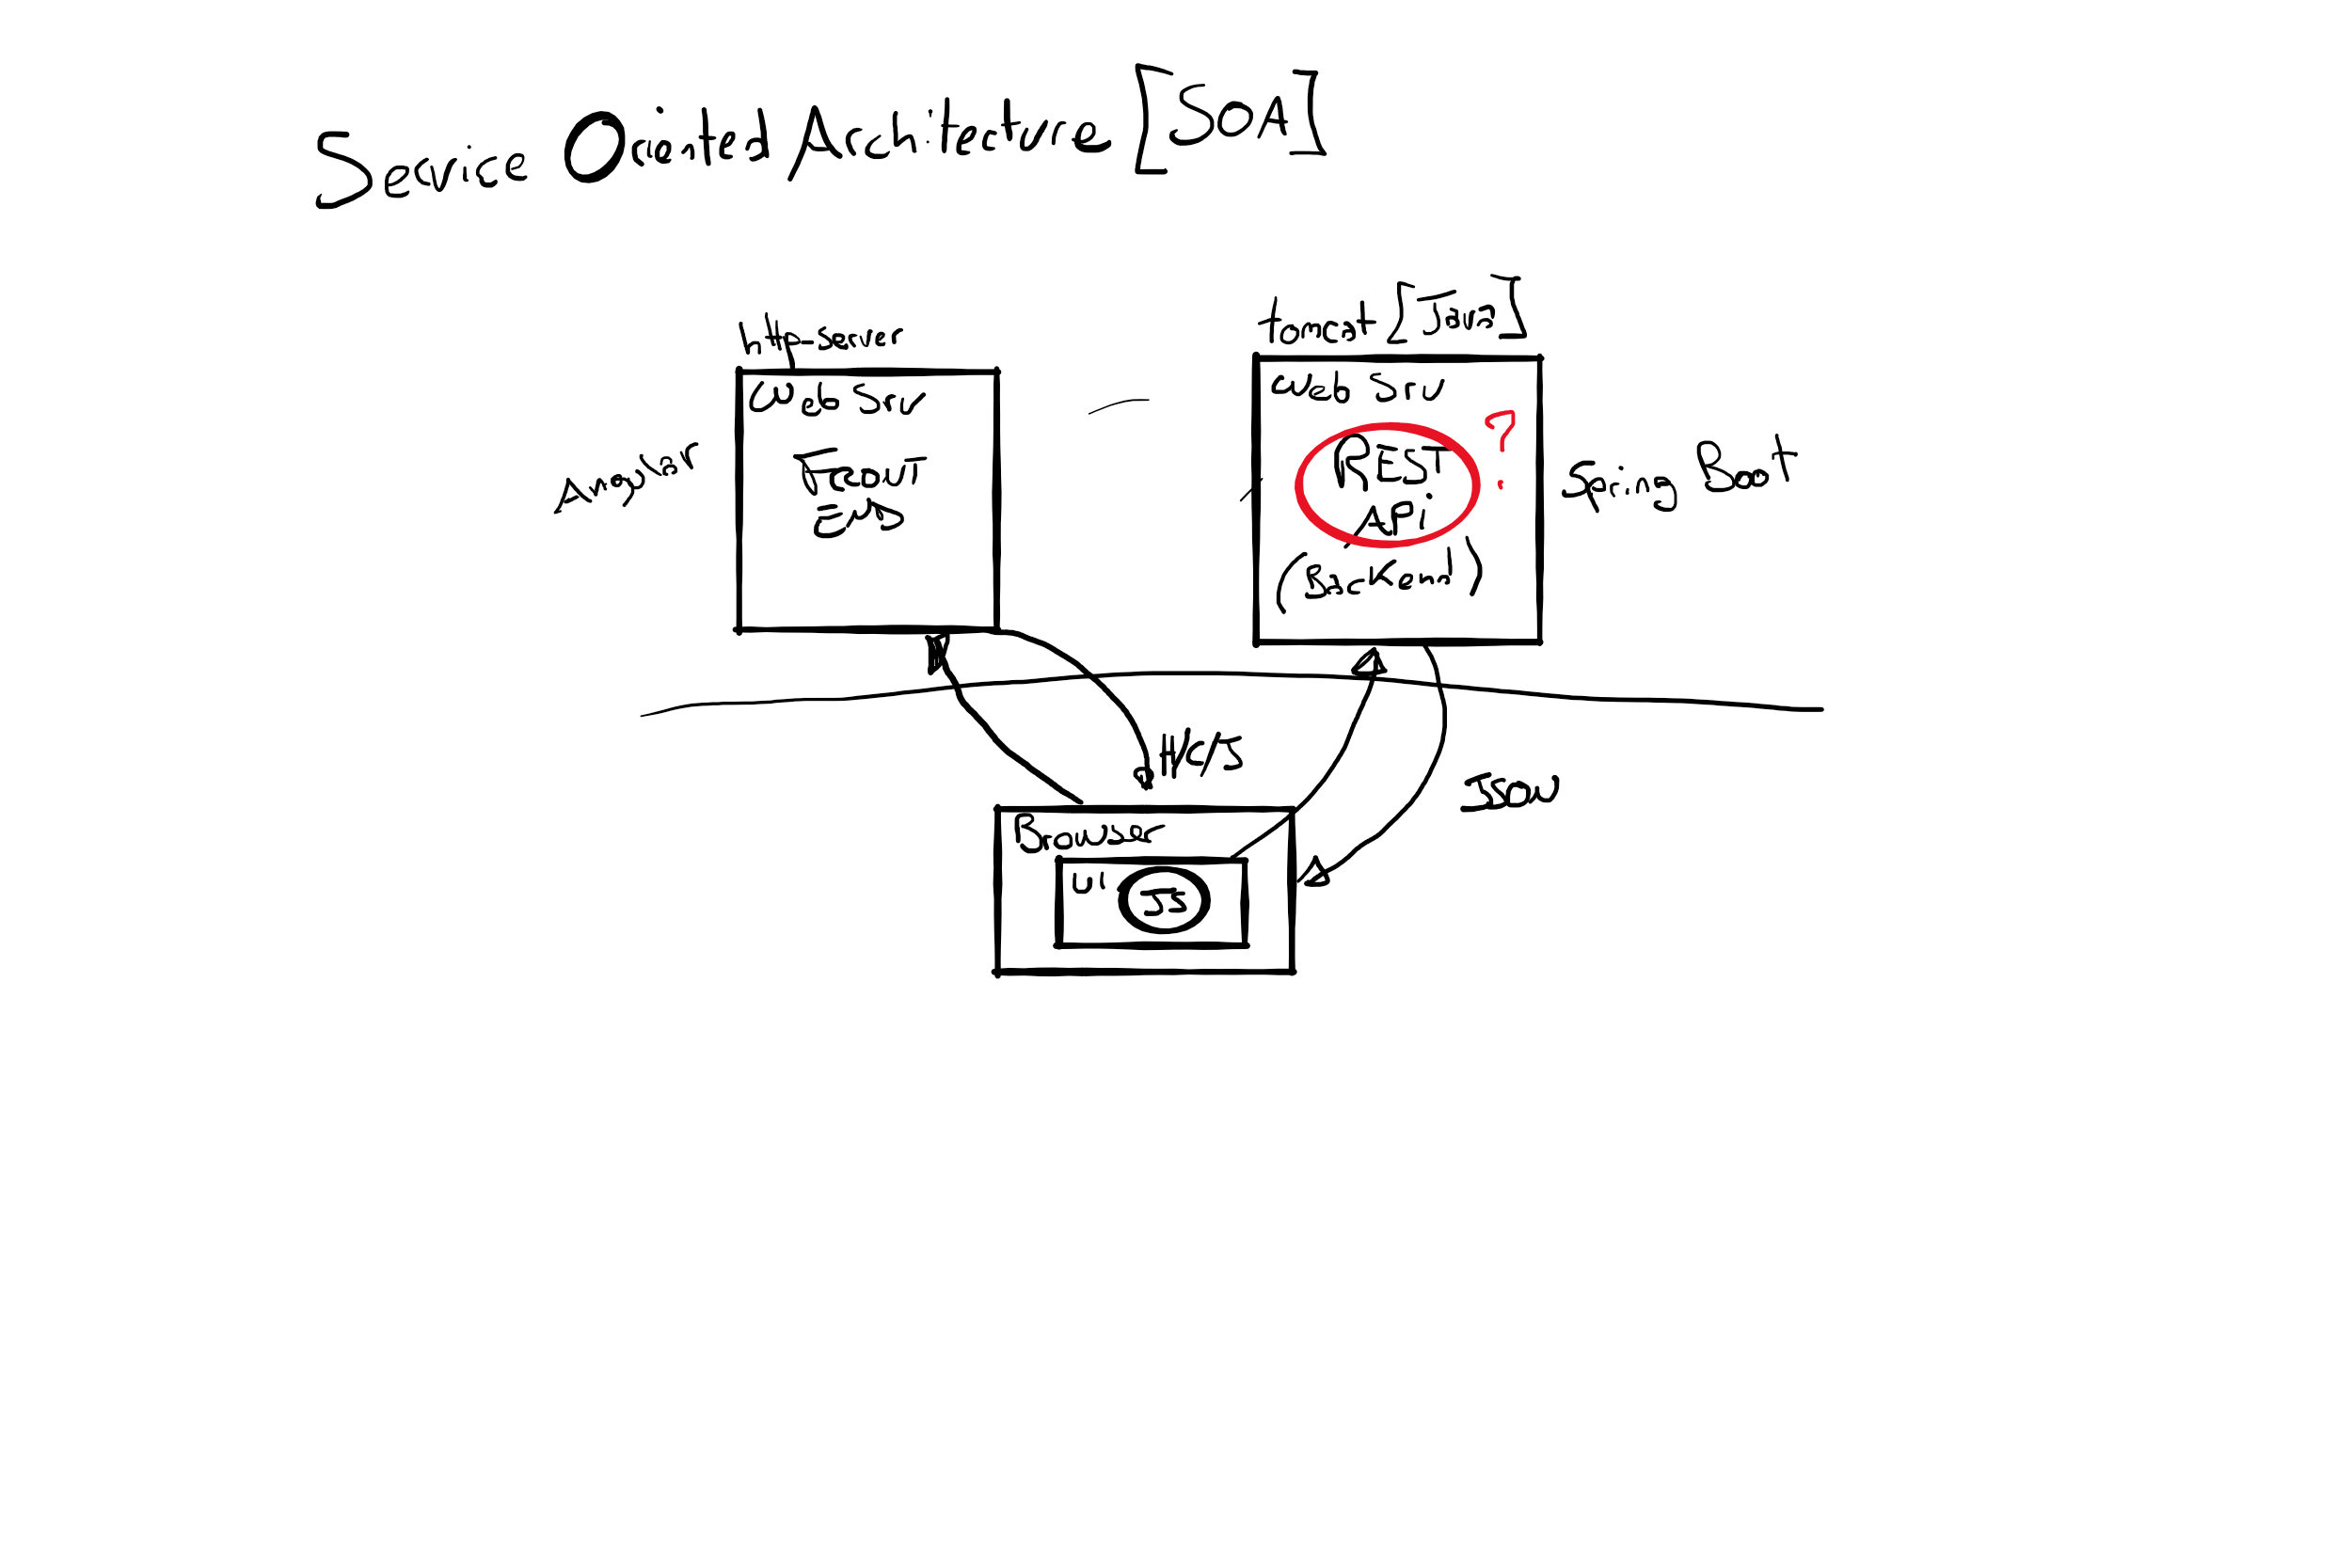 Service Oriented Architecture [SOA]
http-server
tomcat [Java]
Web Srv
Web Srv
Angular
FRONT
END
REST
API
?
(Backend)
Spring Boot
H/C/J
JSON
Browser
UI
JS